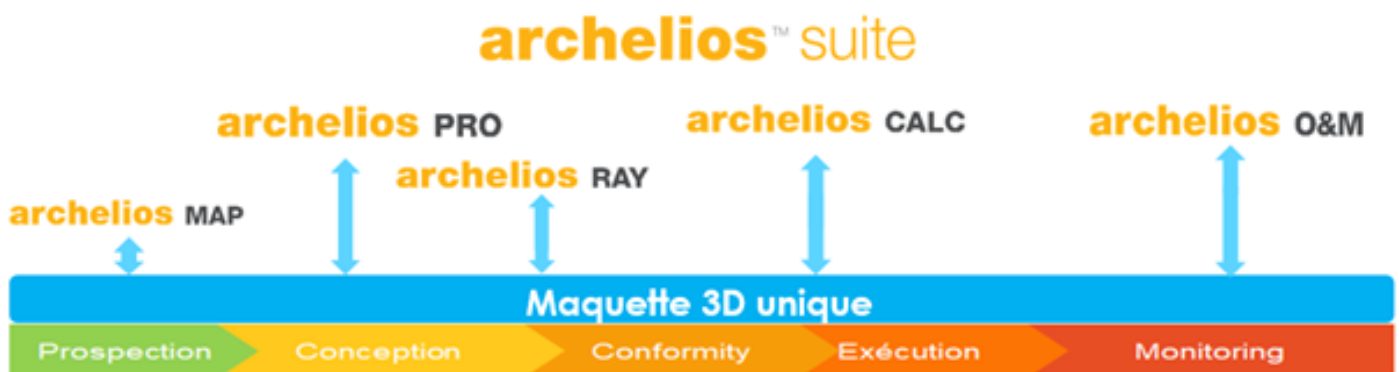 archelios™ suite
archelios PRO
archelios CALC
archelios O&M
archelios RAY
archelios MAP
Maquette 3D unique
Prospection
Conception
Conformity
Exécution
Monitoring